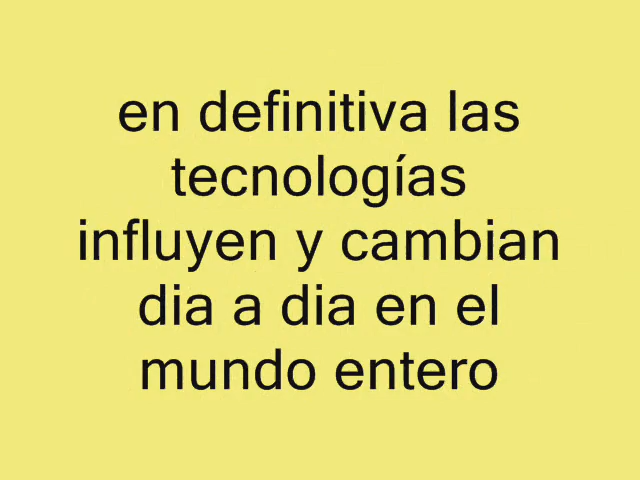 en definitiva las
tecnologías
influyen y cambian
dia a dia en el
mundo entero